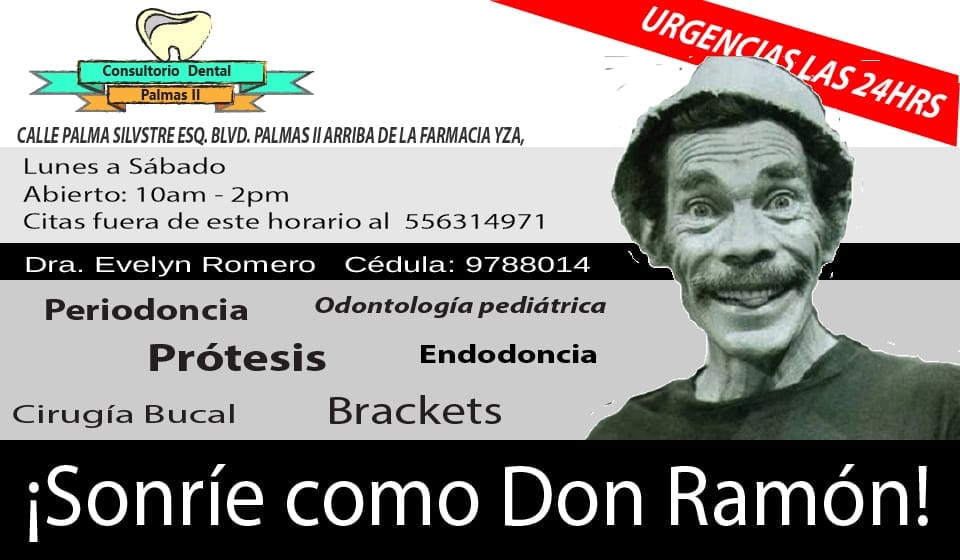 Consultorio Dental
Palmas II
URGENCIAS LAS 24HRS
CALLE PALMA SILVSTRE ESQ. BLVD. PALMAS II ARRIBA DE LA FARMACIA YZA,
Lunes a Sábado
Abierto: 10am - 2pm
Citas fuera de este horario al 556314971
Dra. Evelyn Romero Cédula: 9788014
Periodoncia
Odontología pediátrica
Prótesis
Endodoncia
Cirugía Bucal
Brackets
¡Sonríe como Don Ramón!